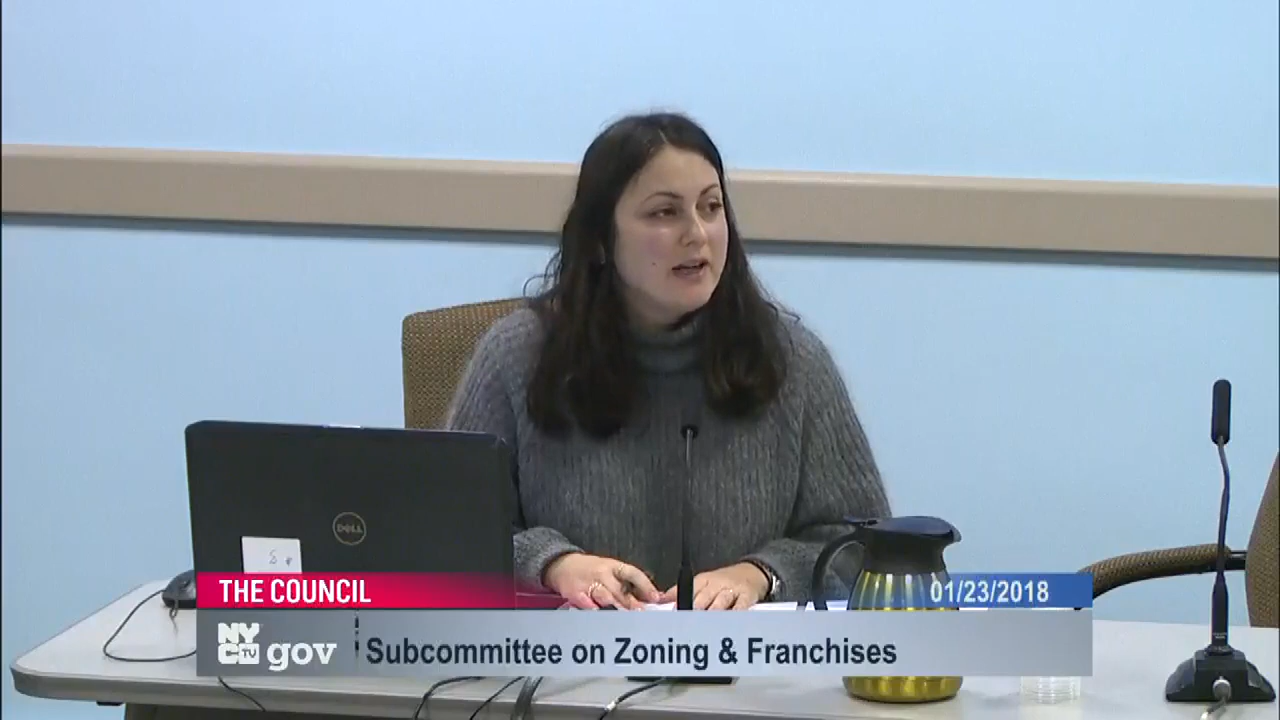 DELL
THE COUNCIL
01/23/2018
NYC TV gov
Subcommittee on Zoning & Franchises